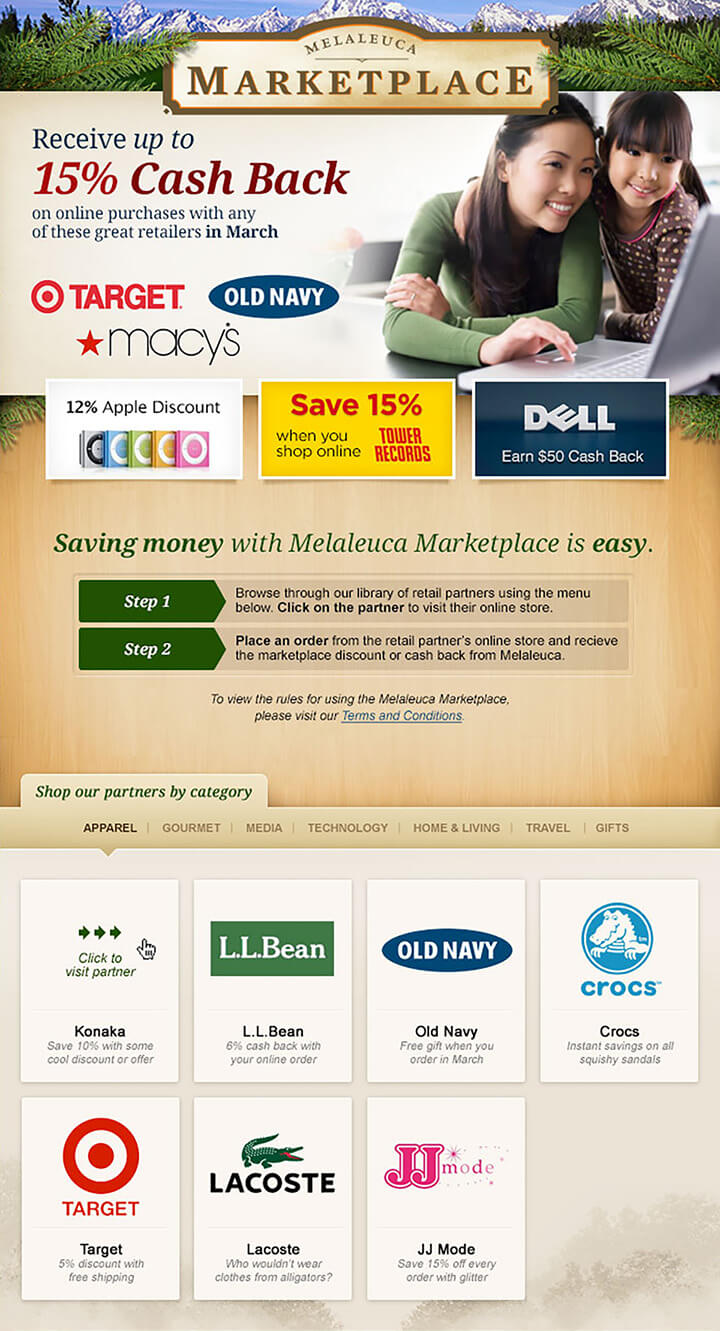 MELALEUCA
MARKETPLACE
Receive up to
15% Cash Back
on online purchases with any
of these great retailers in March
TARGET
OLD NAVY
macy's
12% Apple Discount
Save 15%
when you
shop online
TOWER
RECORDS
DELL
Earn $50 Cash Back
Saving money with Melaleuca Marketplace is easy.
Step 1
Browse through our library of retail partners using the menu
below. Click on the partner to visit their online store.
Step 2
Place an order from the retail partner's online store and recieve
the marketplace discount or cash back from Melaleuca.
To view the rules for using the Melaleuca Marketplace,
please visit our Terms and Conditions.
Shop our partners by category
APPAREL | GOURMET | MEDIA | TECHNOLOGY | HOME & LIVING | TRAVEL | GIFTS
Click to
visit partner
Konaka
Save 10% with some
cool discount or offer
L.L.Bean
L.L.Bean
6% cash back with
your online order
OLD NAVY
Old Navy
Free gift when you
order in March
crocs™
Crocs
Instant savings on all
squishy sandals
TARGET
Target
5% discount with
free shipping
LACOSTE
Lacoste
Who wouldn't wear
clothes from alligators?
JJ mode
JJ Mode
Save 15% off every
order with glitter